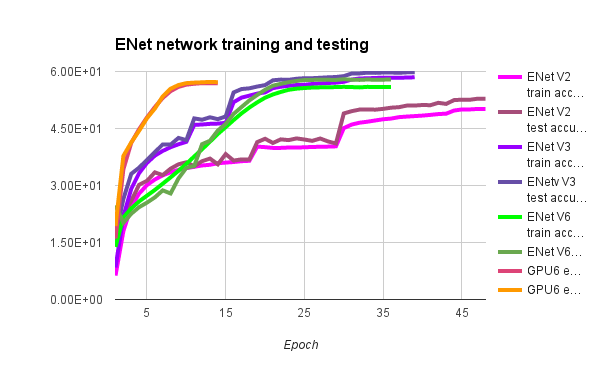 ENet network training and testing
6.00E+01
4.50E+01
3.00E+01
1.50E+01
0.00E+00
5
15
25
35
45
Epoch
ENet V2
train acc...
ENet V2
test accu...
ENet V3
train acc...
ENetv V3
test accu...
ENet V6
train acc...
ENet V6...
GPU6 e...
GPU6 e...